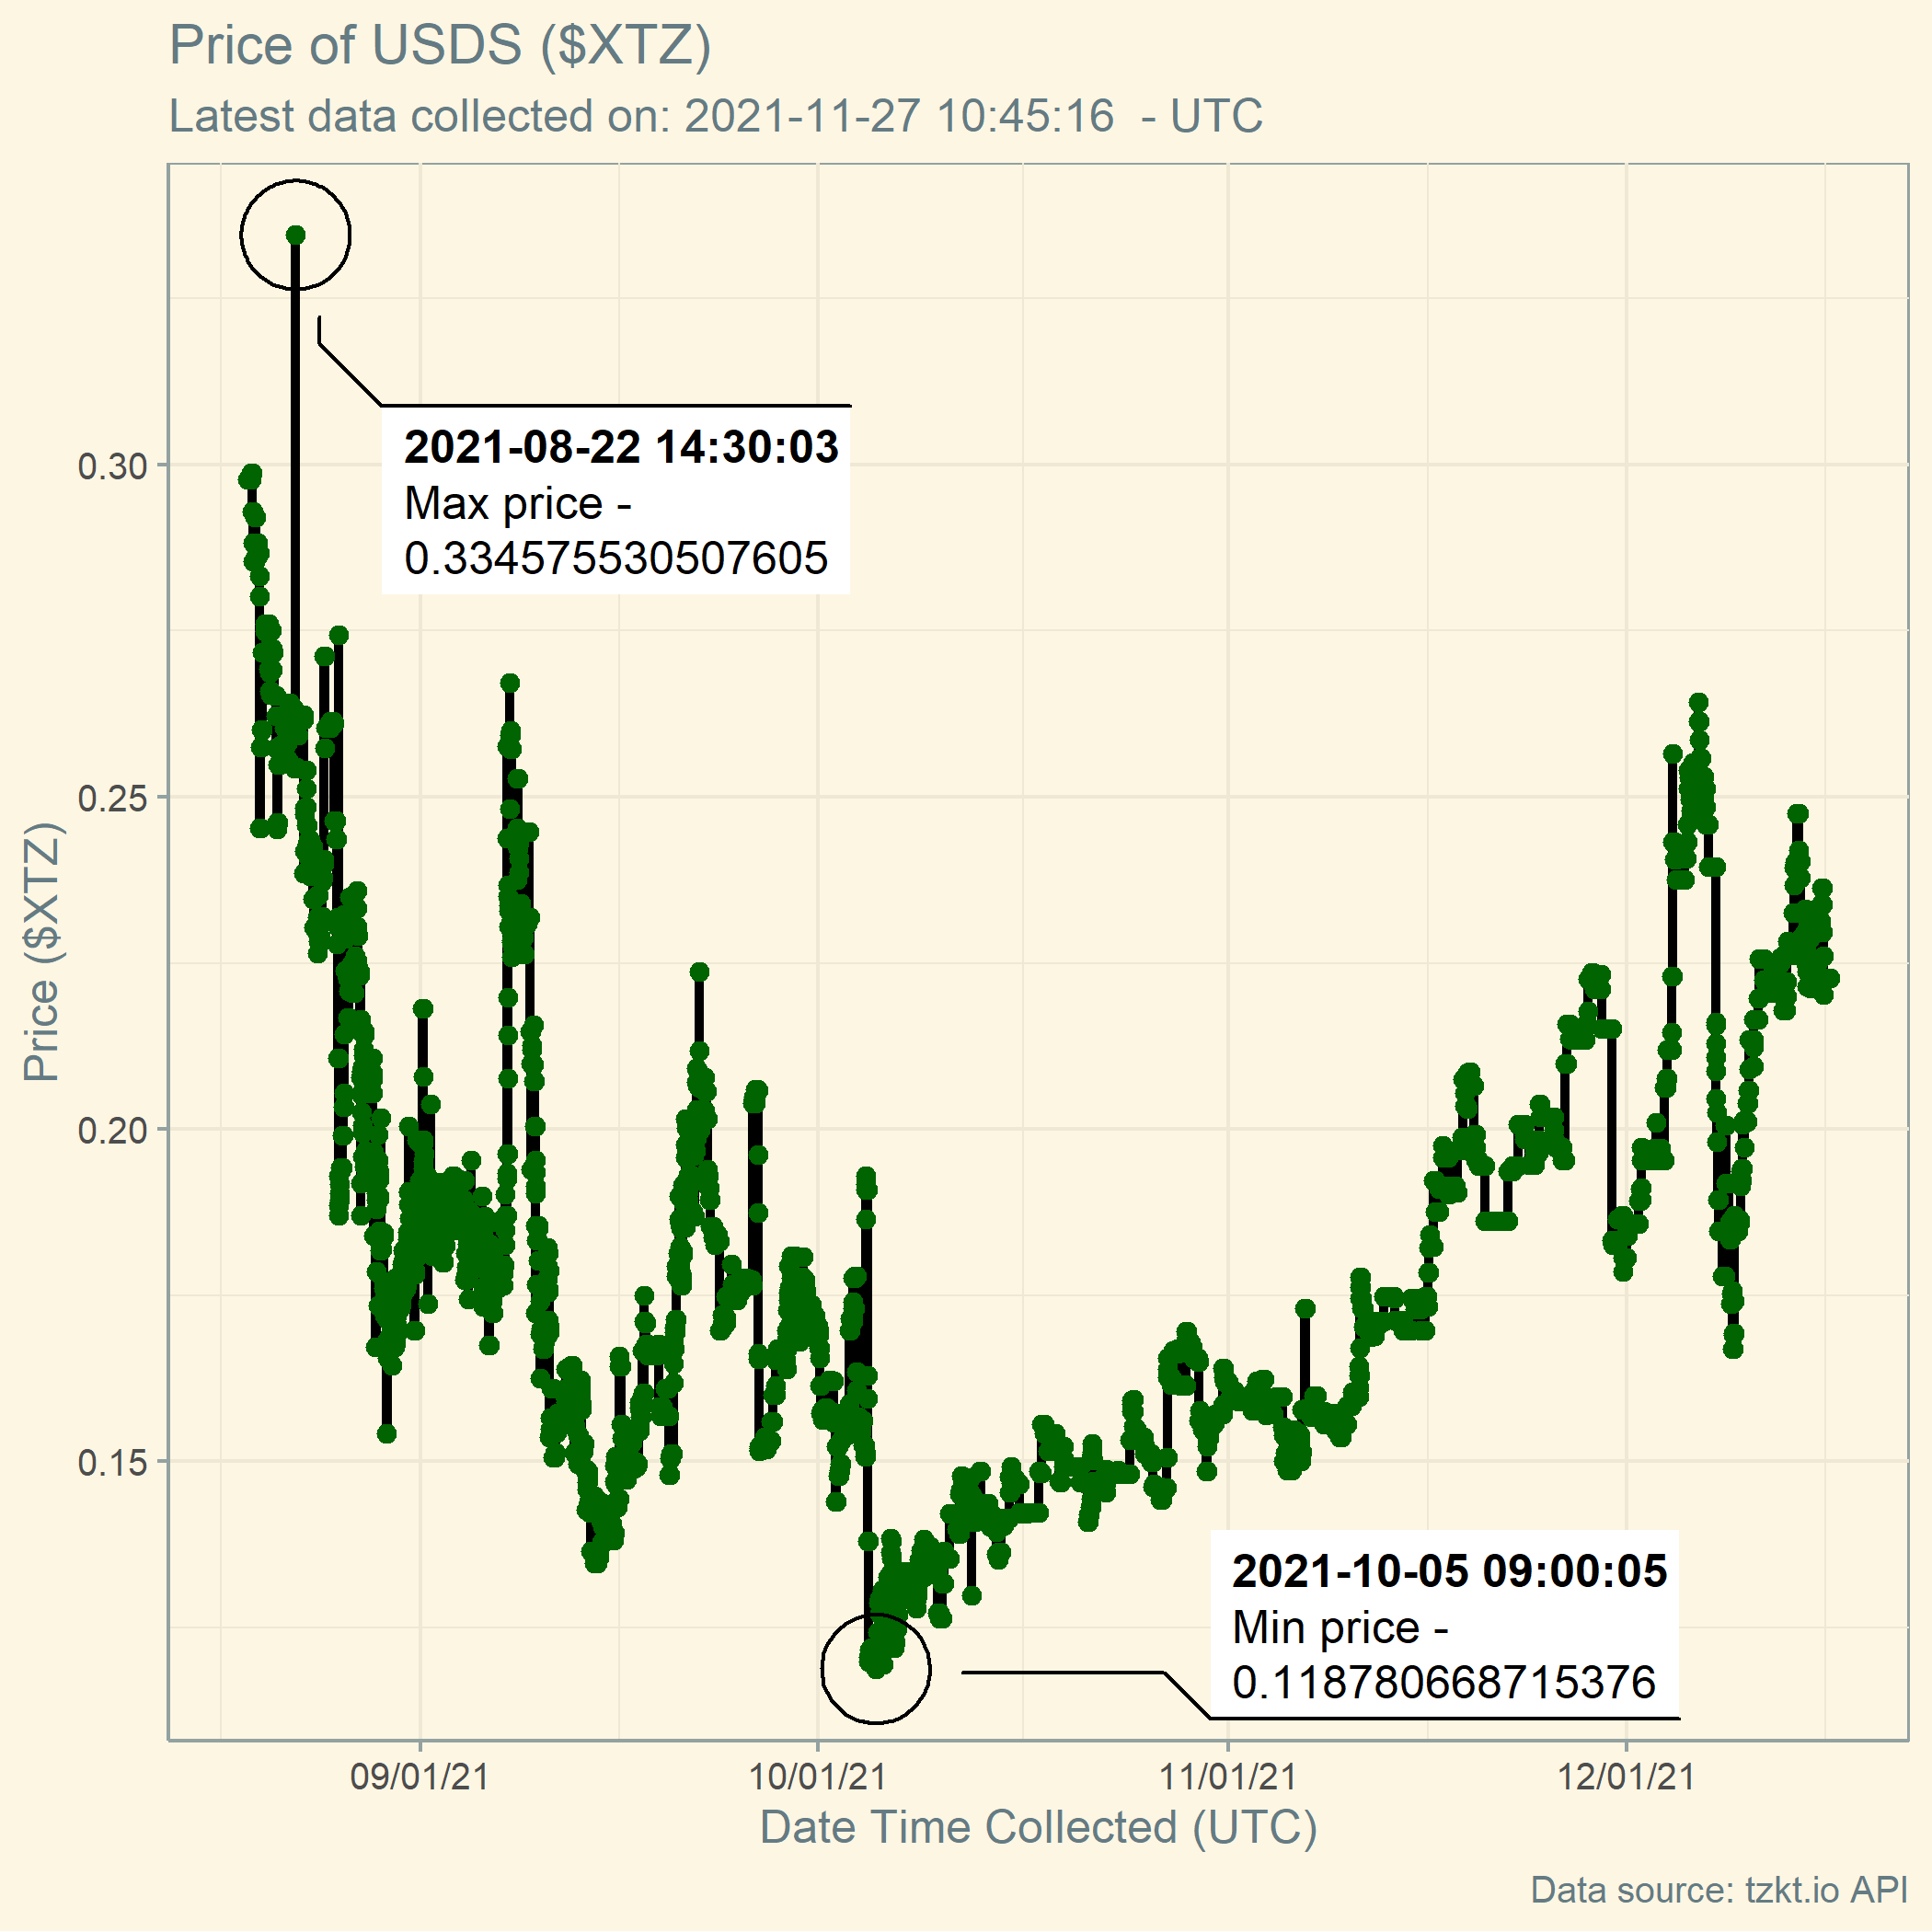 Price of USDS ($XTZ)
Latest data collected on: 2021-11-27 10:45:16  - UTC
2021-08-22 14:30:03
Max price -
0.334575530507605
0.30
0.25
0.20
0.15
Price ($XTZ)
2021-10-05 09:00:05
Min price -
0.118780668715376
09/01/21
10/01/21
11/01/21
12/01/21
Date Time Collected (UTC)
Data source: tzkt.io API